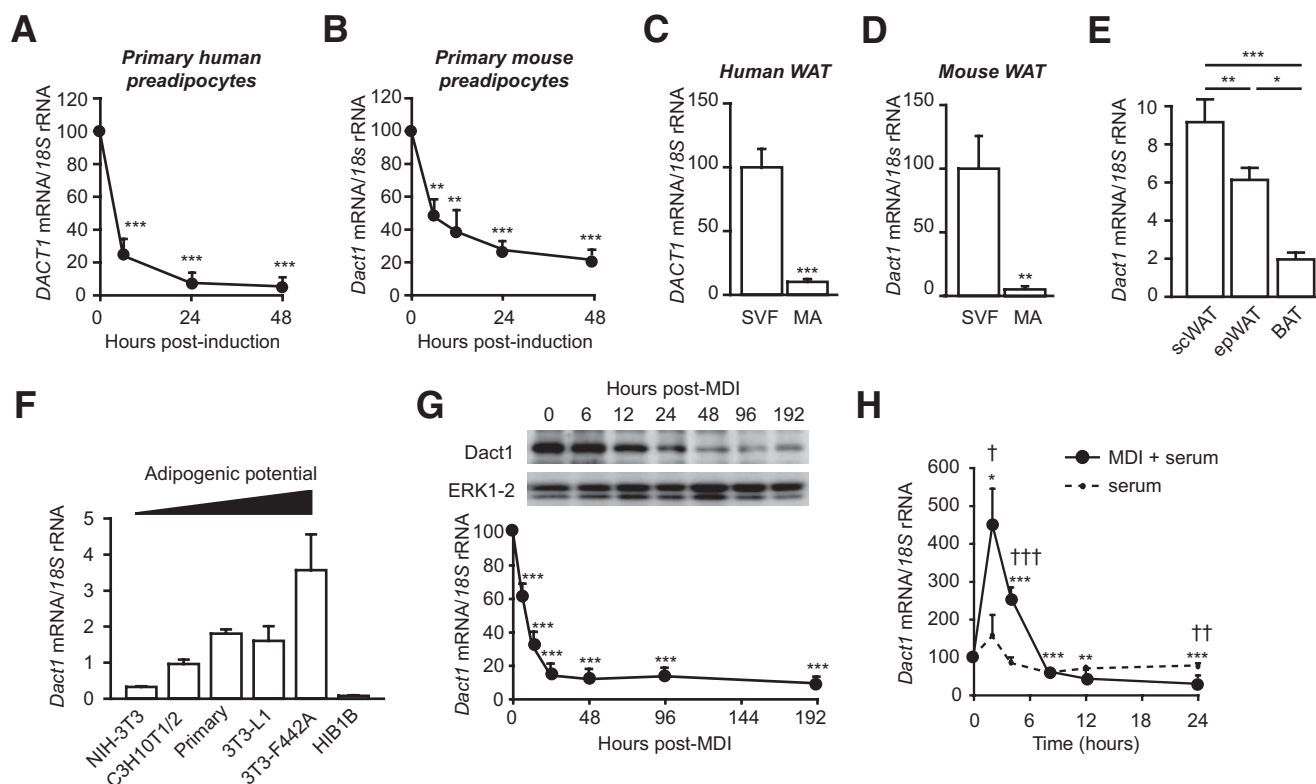 A
Primary human
preadipocytes
DACT1 mRNA/18S rRNA
120
100
80
60
40
20
0
***
***
***
0 24 48
Hours post-induction
B
Primary mouse
preadipocytes
Dact1 mRNA/18s rRNA
120
100
80
60
40
20
0
**
**
***
***
0 24 48
Hours post-induction
C
Human WAT
DACT1 mRNA/18S rRNA
150
100
50
0
***
SVF MA
D
Mouse WAT
Dact1 mRNA/18s rRNA
150
100
50
0
**
SVF MA
E
***
** *
Dact1 mRNA/18S rRNA
10
8
6
4
2
0
scWAT epWAT BAT
F
Adipogenic potential
Dact1 mRNA/18S rRNA
5
4
3
2
1
0
NIH-3T3 C3H10T1/2 Primary 3T3-L1 3T3-F442A HIB1B
G
Hours post-MDI
0 6 12 24 48 96 192
Dact1
ERK1-2
Dact1 mRNA/18S rRNA
100
80
60
40
20
0
***
***
***
***
***
***
0 48 96 144 192
Hours post-MDI
H
MDI + serum
serum
Dact1 mRNA/18S rRNA
600
500
400
300
200
100
0
†
*
†††
***
***
**
††
***
0 6 12 24
Time (hours)